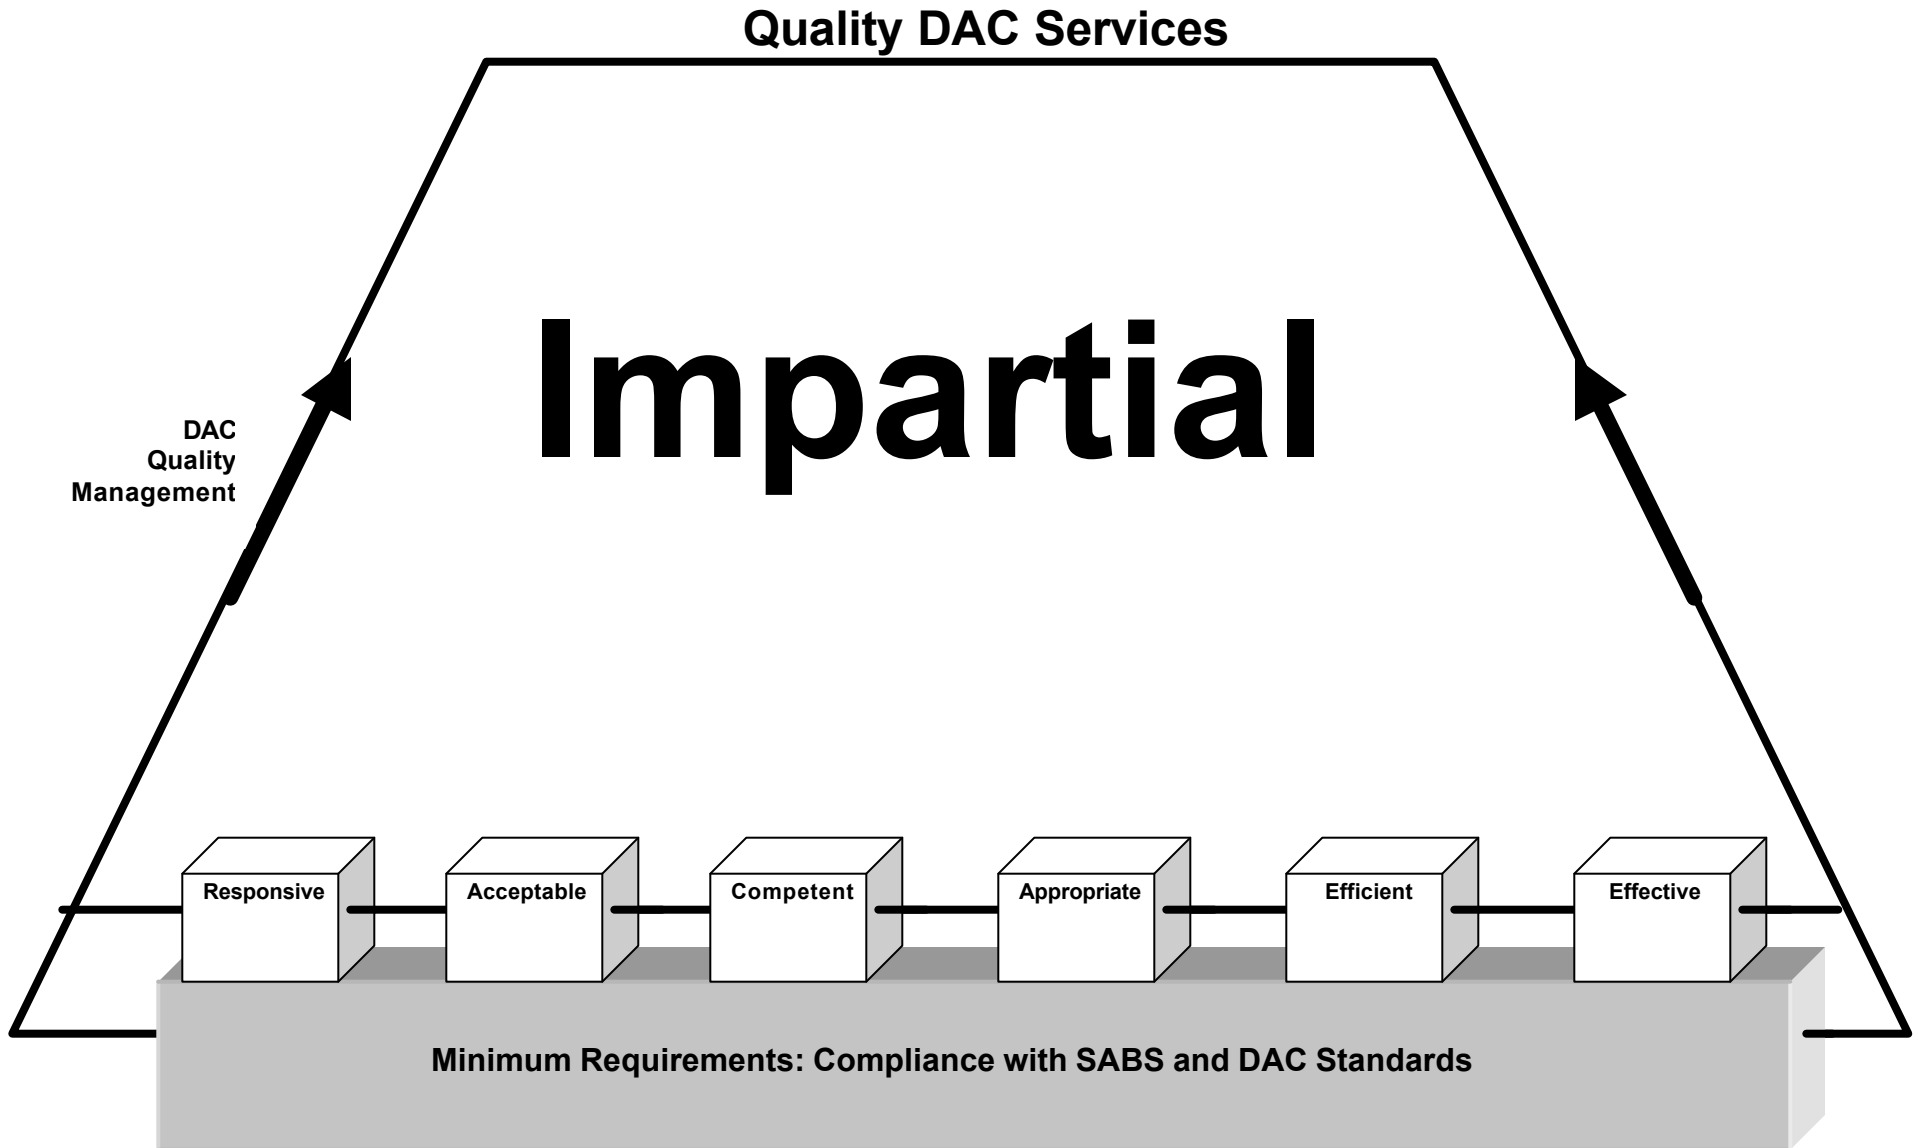 Quality DAC Services
Impartial
DAC
Quality
Management
Responsive
Acceptable
Competent
Appropriate
Efficient
Effective
Minimum Requirements: Compliance with SABS and DAC Standards